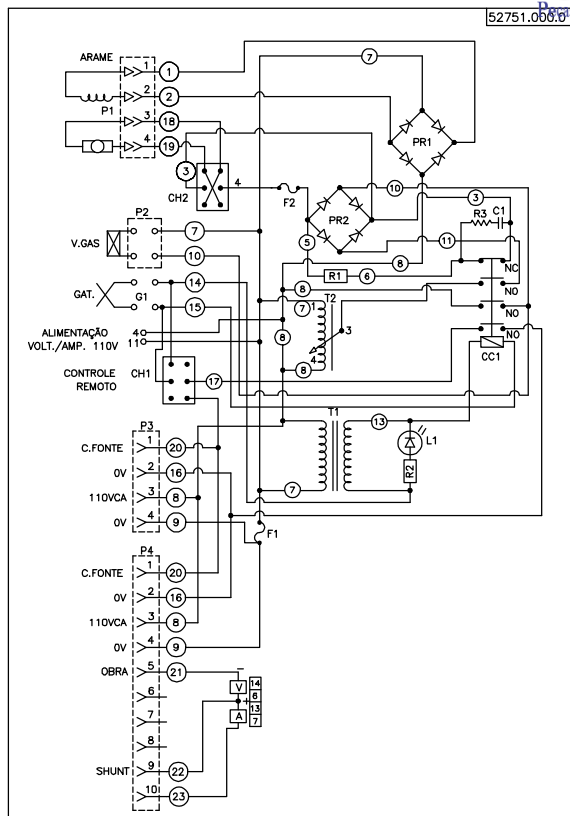 52751.000.0
Peça
ARAME
1
1
7
2
2
P1
3
18
PR1
4
19
3
CH2
4
F2
10
3
PR2
R3
C1
P2
7
5
11
V.GAS
8
NC
10
R1
6
14
8
T2
NO
GAT.
G1
7
1
15
NO
ALIMENTAÇÃO
VOLT./AMP. 110V
4
11
3
8
NO
4
CC1
CONTROLE
REMOTO
CH1
8
17
T1
13
P3
1
C.FONTE
20
L1
2
0V
16
R2
3
110VCA
8
7
4
0V
9
F1
P4
1
C.FONTE
20
2
0V
16
3
110VCA
8
4
0V
9
5
OBRA
21
–
V
14
6
6
+
13
A
7
7
8
9
SHUNT
22
10
23